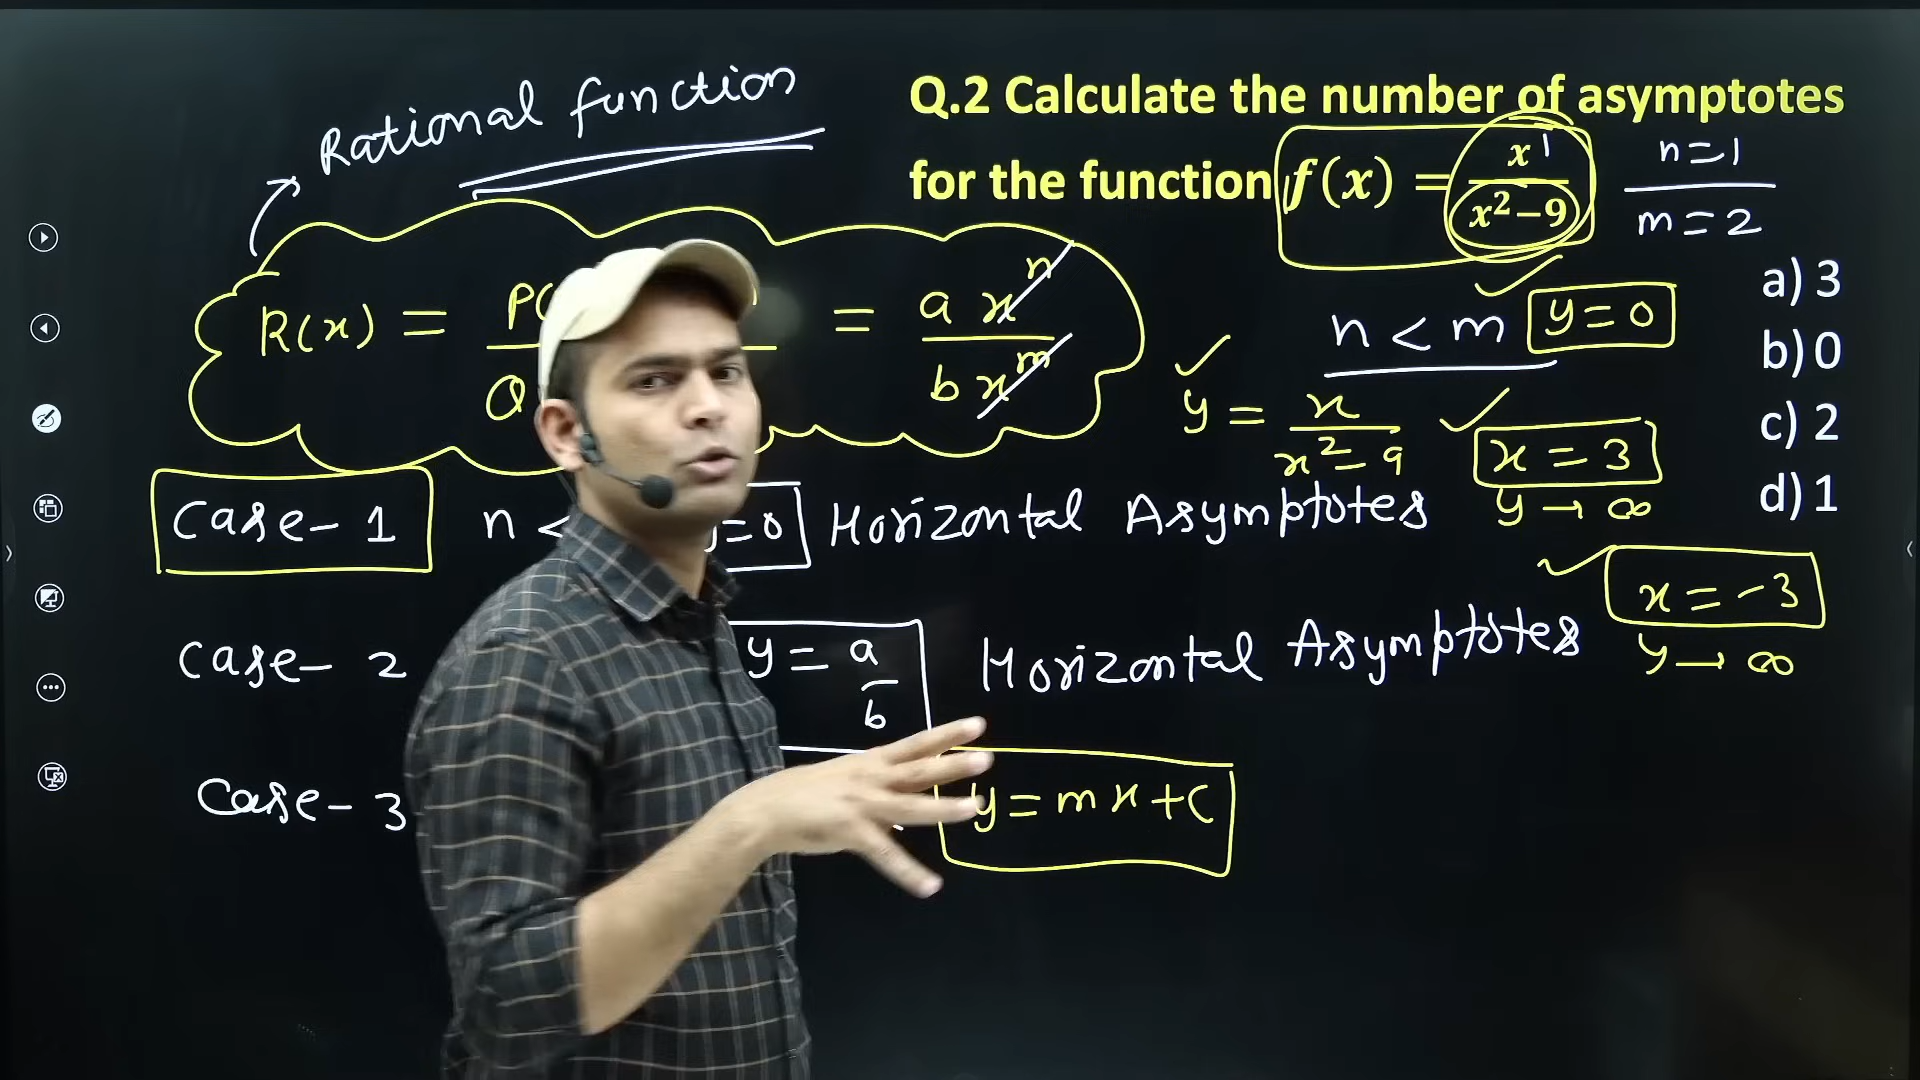 Rational function
Q.2 Calculate the number of asymptotes
for the function f(x) = x¹ / x²−9
n=1
m=2
a) 3
b) 0
c) 2
d) 1
R(x) = P( / Q = a xⁿ / b xᵐ
n < m y=0
y = x / x²−9
x = 3
y → ∞
x = −3
y → ∞
Case-1 n < =0 Horizontal Asymptotes
Case-2 y = a/b Horizontal Asymptotes
Case-3 y = mx+c